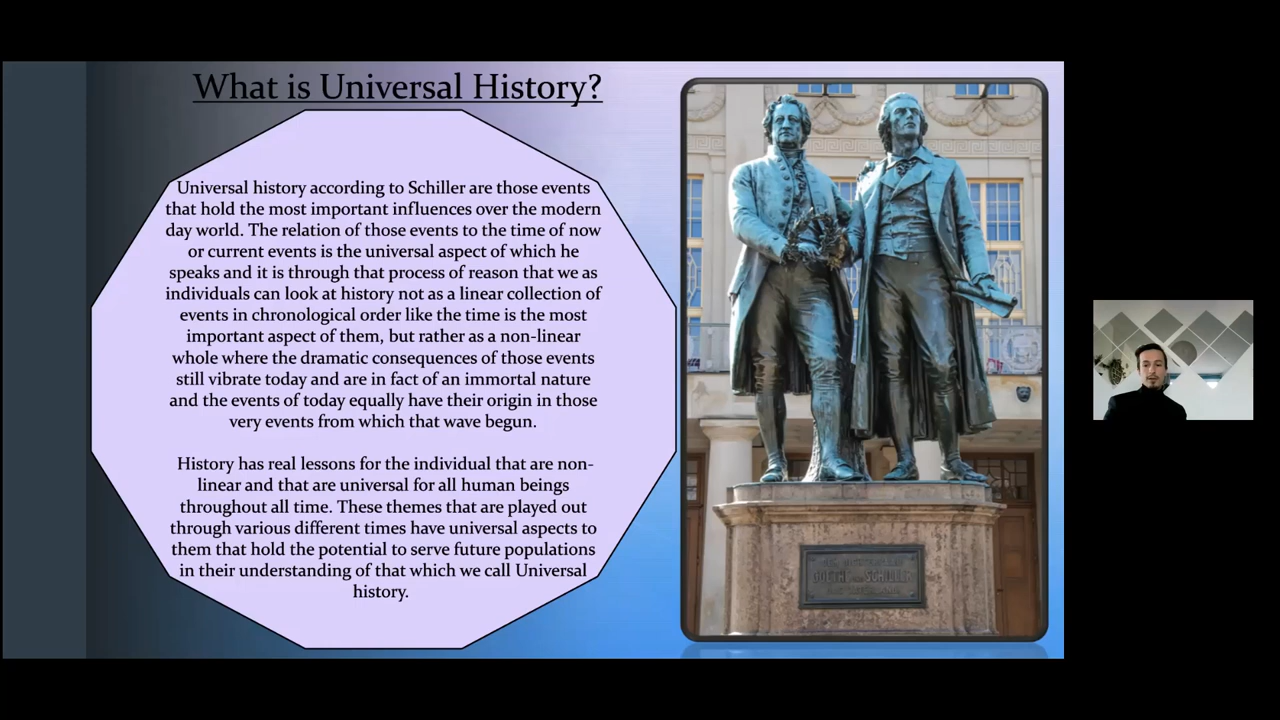 What is Universal History?
Universal history according to Schiller are those events
that hold the most important influences over the modern
day world. The relation of those events to the time of now
or current events is the universal aspect of which he
speaks and it is through that process of reason that we as
individuals can look at history not as a linear collection of
events in chronological order like the time is the most
important aspect of them, but rather as a non-linear
whole where the dramatic consequences of those events
still vibrate today and are in fact of an immortal nature
and the events of today equally have their origin in those
very events from which that wave begun.
History has real lessons for the individual that are non-
linear and that are universal for all human beings
throughout all time. These themes that are played out
through various different times have universal aspects to
them that hold the potential to serve future populations
in their understanding of that which we call Universal
history.
SCHILLER